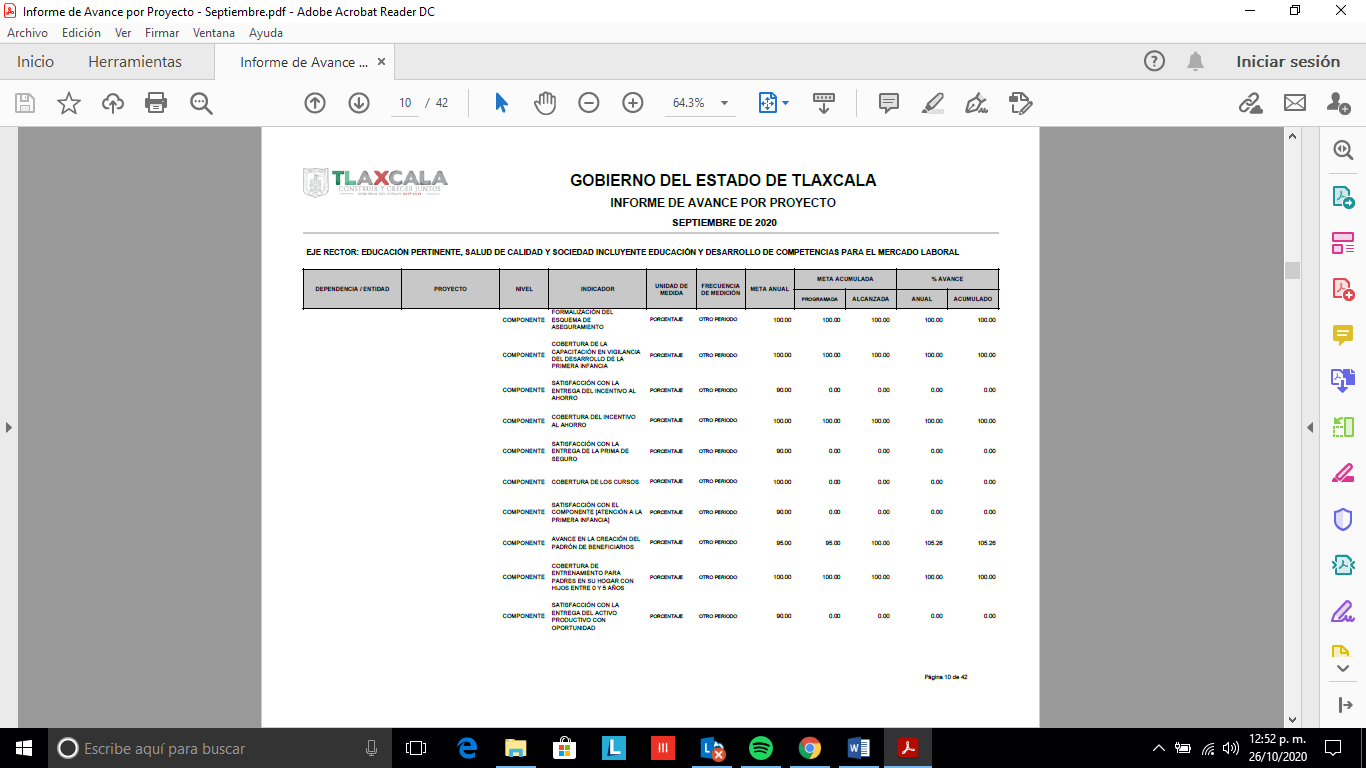 Informe de Avance por Proyecto - Septiembre.pdf - Adobe Acrobat Reader DC
Archivo Edición Ver Firmar Ventana Ayuda
Inicio Herramientas Informe de Avance ... × Iniciar sesión
10 / 42 64.3%
TLAXCALA
CONSTRUIR Y CRECER JUNTOS
GOBIERNO DEL ESTADO DE TLAXCALA
INFORME DE AVANCE POR PROYECTO
SEPTIEMBRE DE 2020
EJE RECTOR: EDUCACIÓN PERTINENTE, SALUD DE CALIDAD Y SOCIEDAD INCLUYENTE EDUCACIÓN Y DESARROLLO DE COMPETENCIAS PARA EL MERCADO LABORAL
DEPENDENCIA / ENTIDAD PROYECTO NIVEL INDICADOR UNIDAD DE MEDIDA FRECUENCIA DE MEDICIÓN META ANUAL META ACUMULADA % AVANCE
PROGRAMADA ALCANZADA ANUAL ACUMULADO
FORMALIZACIÓN DEL
COMPONENTE ESQUEMA DE PORCENTAJE OTRO PERIODO 100.00 100.00 100.00 100.00 100.00
ASEGURAMIENTO
COBERTURA DE LA
COMPONENTE CAPACITACIÓN EN VIGILANCIA PORCENTAJE OTRO PERIODO 100.00 100.00 100.00 100.00 100.00
DEL DESARROLLO DE LA
PRIMERA INFANCIA
SATISFACCIÓN CON LA
COMPONENTE ENTREGA DEL INCENTIVO AL PORCENTAJE OTRO PERIODO 90.00 0.00 0.00 0.00 0.00
AHORRO
COMPONENTE COBERTURA DEL INCENTIVO PORCENTAJE OTRO PERIODO 100.00 100.00 100.00 100.00 100.00
AL AHORRO
SATISFACCIÓN CON LA
COMPONENTE ENTREGA DE LA PRIMA DE PORCENTAJE OTRO PERIODO 90.00 0.00 0.00 0.00 0.00
SEGURO
COMPONENTE COBERTURA DE LOS CURSOS PORCENTAJE OTRO PERIODO 100.00 0.00 0.00 0.00 0.00
SATISFACCIÓN CON EL
COMPONENTE COMPONENTE [ATENCIÓN A LA PORCENTAJE OTRO PERIODO 90.00 0.00 0.00 0.00 0.00
PRIMERA INFANCIA]
COMPONENTE AVANCE EN LA CREACIÓN DEL PORCENTAJE OTRO PERIODO 95.00 95.00 100.00 105.26 105.26
PADRÓN DE BENEFICIARIOS
COBERTURA DE
COMPONENTE ENTRENAMIENTO PARA PORCENTAJE OTRO PERIODO 100.00 100.00 100.00 100.00 100.00
PADRES EN SU HOGAR CON
HIJOS ENTRE 0 Y 5 AÑOS
SATISFACCIÓN CON LA
COMPONENTE ENTREGA DEL ACTIVO PORCENTAJE OTRO PERIODO 90.00 0.00 0.00 0.00 0.00
PRODUCTIVO CON
OPORTUNIDAD
Página 10 de 42
Escribe aquí para buscar
12:52 p. m.
26/10/2020